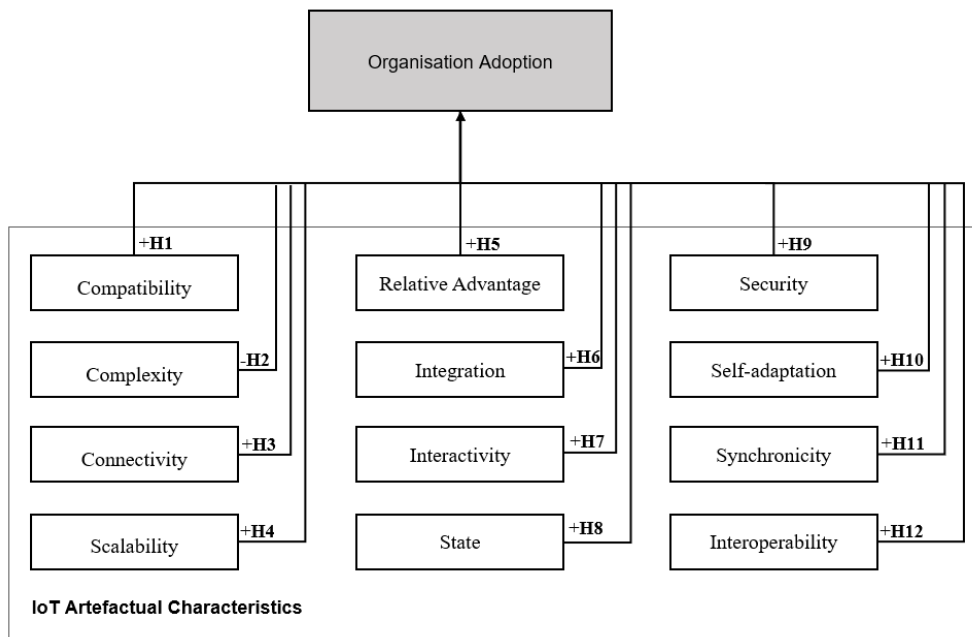 Organisation Adoption
+H1
Compatibility
-H2
Complexity
+H3
Connectivity
+H4
Scalability
+H5
Relative Advantage
+H6
Integration
+H7
Interactivity
+H8
State
+H9
Security
+H10
Self-adaptation
+H11
Synchronicity
+H12
Interoperability
IoT Artefactual Characteristics